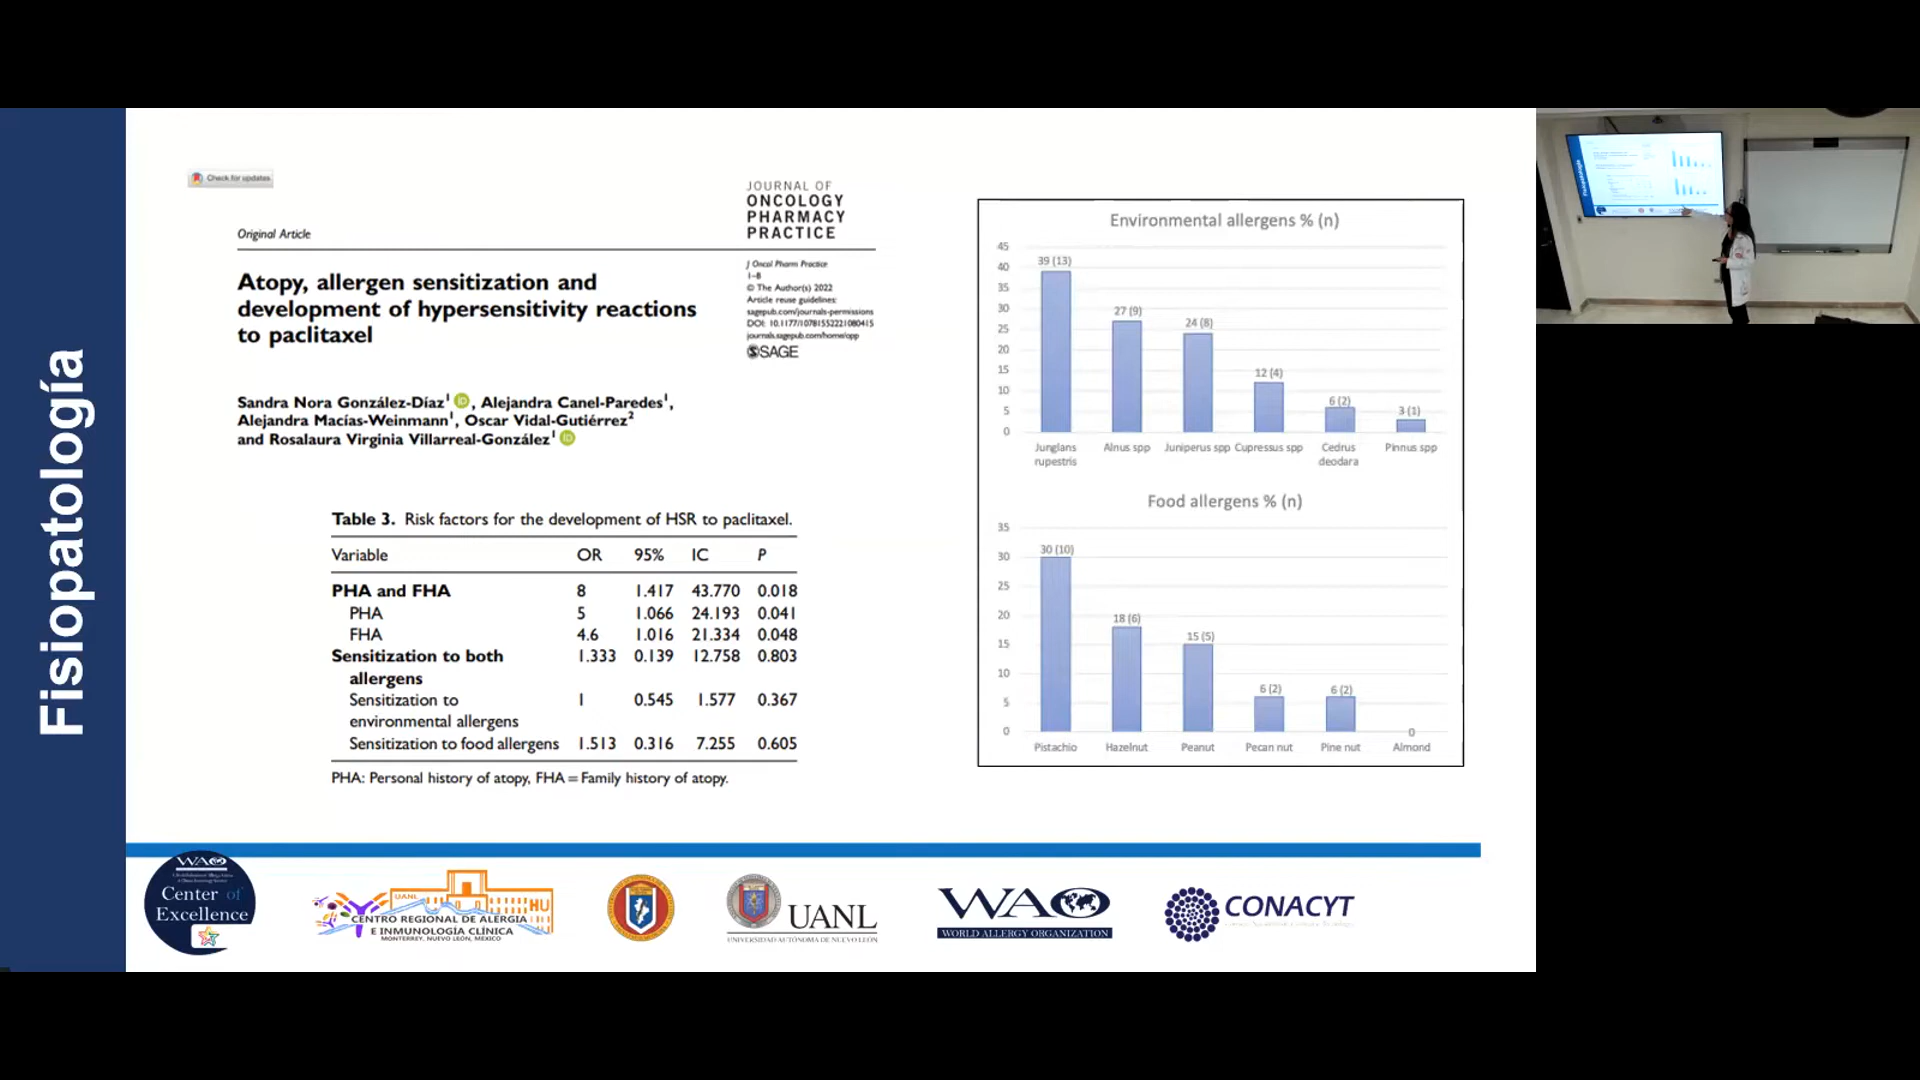 Fisiopatología
Check for updates
Original Article
JOURNAL OF
ONCOLOGY
PHARMACY
PRACTICE
Atopy, allergen sensitization and
development of hypersensitivity reactions
to paclitaxel
J Oncol Pharm Practice
1–8
© The Author(s) 2022
Article reuse guidelines:
sagepub.com/journals-permissions
DOI: 10.1177/10781552221080415
journals.sagepub.com/home/opp
SAGE
Sandra Nora González-Díaz1 iD, Alejandra Canel-Paredes1,
Alejandra Macías-Weinmann1, Oscar Vidal-Gutiérrez2
and Rosalaura Virginia Villarreal-González1 iD
Table 3. Risk factors for the development of HSR to paclitaxel.
Variable OR 95% IC P
PHA and FHA 8 1.417 43.770 0.018
PHA 5 1.066 24.193 0.041
FHA 4.6 1.016 21.334 0.048
Sensitization to both 1.333 0.139 12.758 0.803
allergens
Sensitization to 1 0.545 1.577 0.367
environmental allergens
Sensitization to food allergens 1.513 0.316 7.255 0.605
PHA: Personal history of atopy, FHA = Family history of atopy.
Environmental allergens % (n)
45
40
35
30
25
20
15
10
5
0
39 (13)
27 (9)
24 (8)
12 (4)
6 (2)
3 (1)
Junglans Alnus spp Juniperus spp Cupressus spp Cedrus Pinnus spp
rupestris deodara
Food allergens % (n)
35
30
25
20
15
10
5
0
30 (10)
18 (6)
15 (5)
6 (2)
6 (2)
0
Pistachio Hazelnut Peanut Pecan nut Pine nut Almond
WAO
Center of
Excellence
UANL
HU
CENTRO REGIONAL DE ALERGIA
E INMUNOLOGÍA CLÍNICA
MONTERREY, NUEVO LEÓN, MEXICO
UANL
UNIVERSIDAD AUTÓNOMA DE NUEVO LEÓN
WAO
WORLD ALLERGY ORGANIZATION
CONACYT